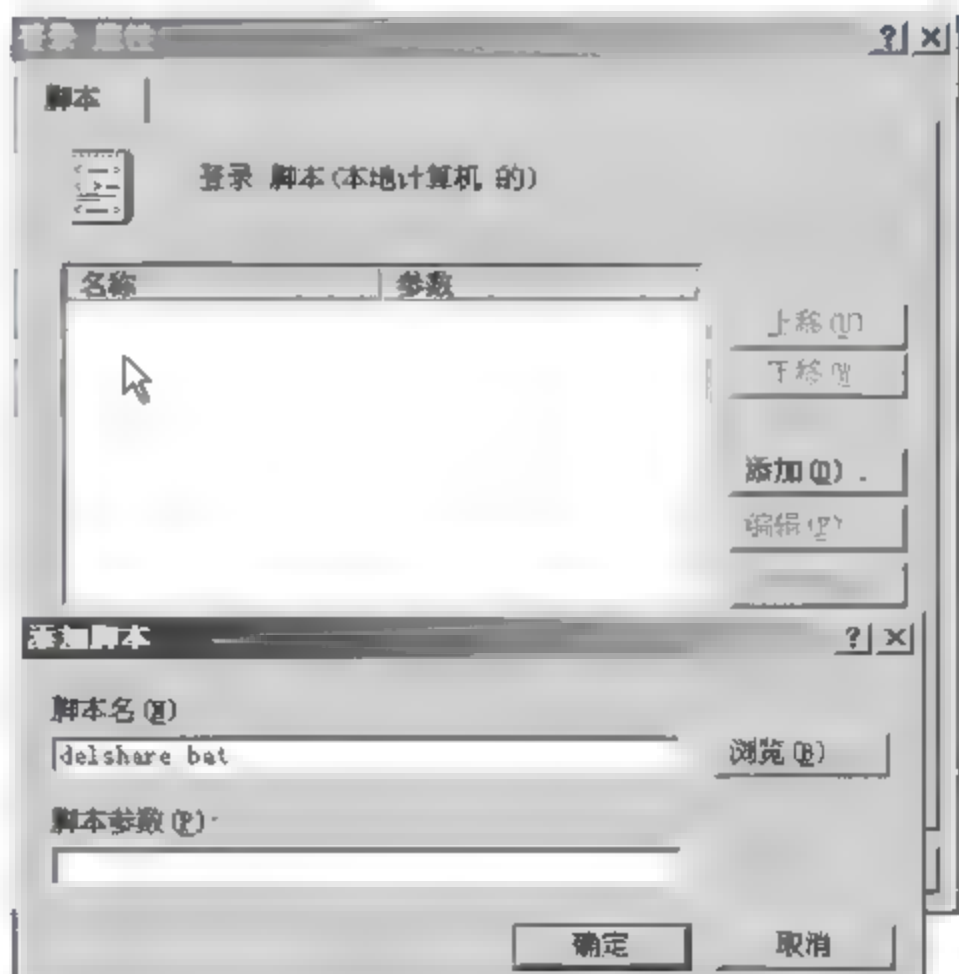 登录 属性
脚本
登录 脚本(本地计算机 的)
名称 参数
上移(U)
下移(W)
添加(D).
编辑(E)
添加脚本
脚本名(N)
delshare bat
浏览(B)
脚本参数(P)
确定 取消